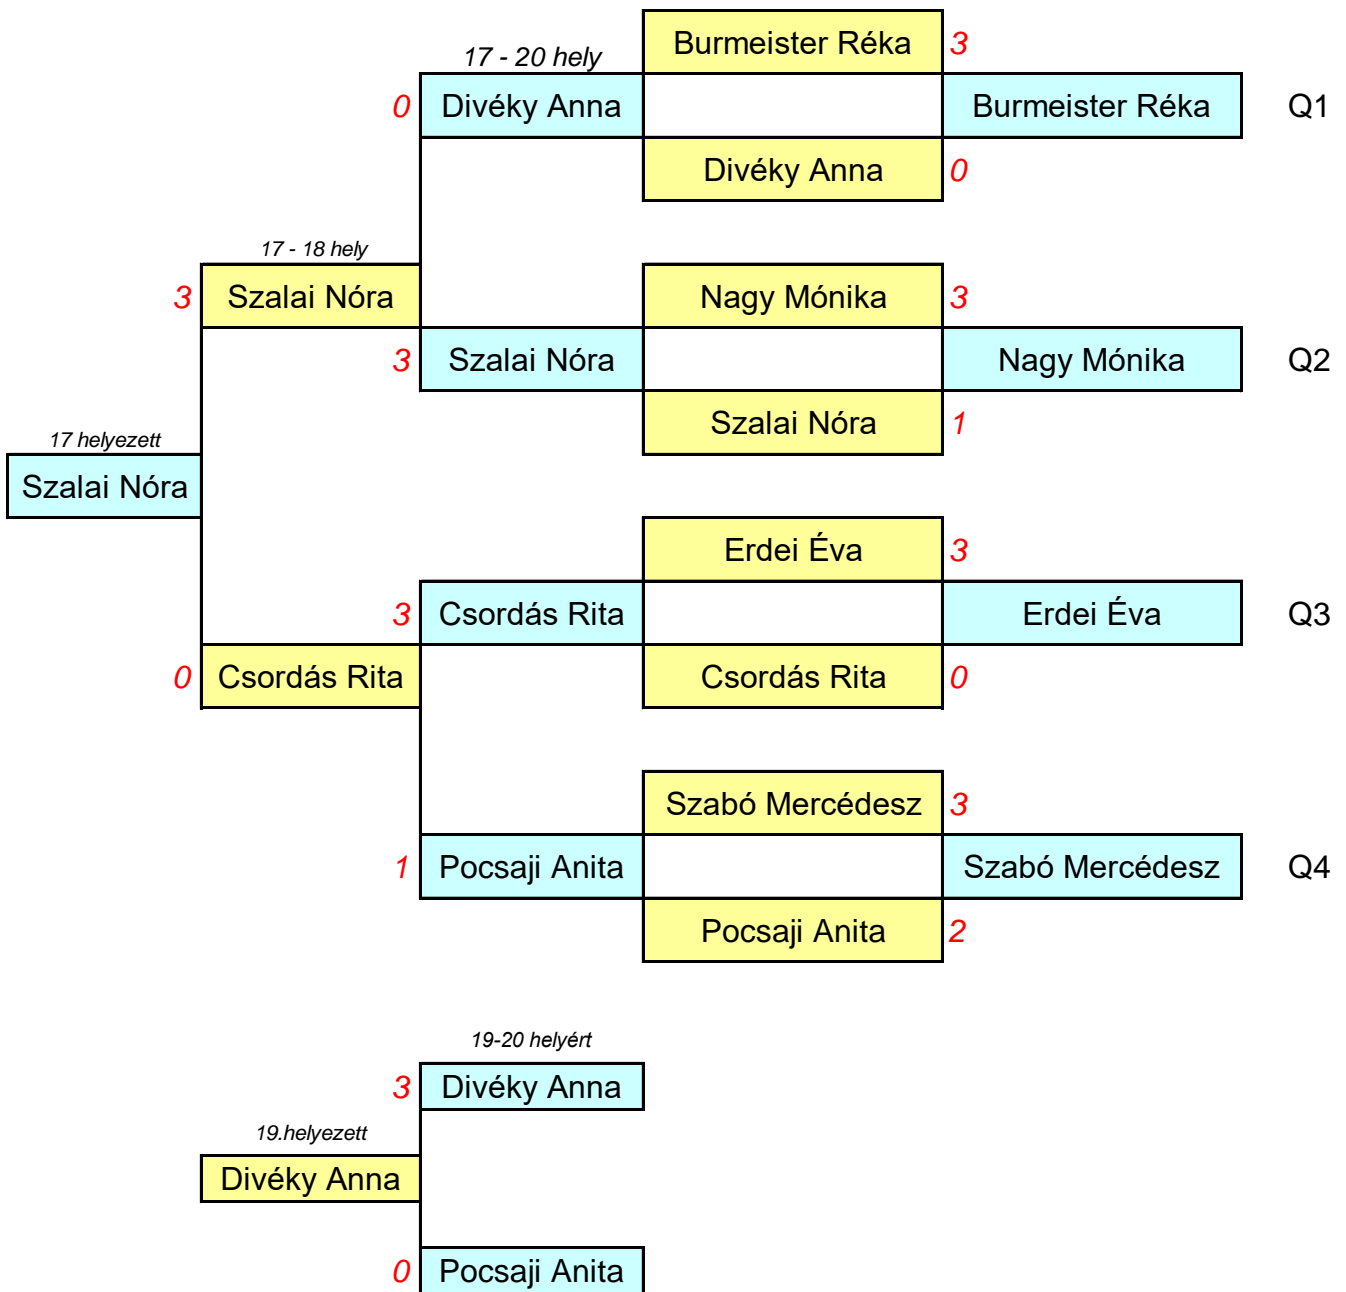 Burmeister Réka 3
17 - 20 hely
0 Divéky Anna Burmeister Réka Q1
Divéky Anna 0
17 - 18 hely
3 Szalai Nóra Nagy Mónika 3
3 Szalai Nóra Nagy Mónika Q2
Szalai Nóra 1
17 helyezett
Szalai Nóra
Erdei Éva 3
3 Csordás Rita Erdei Éva Q3
0 Csordás Rita Csordás Rita 0
Szabó Mercédesz 3
1 Pocsaji Anita Szabó Mercédesz Q4
Pocsaji Anita 2
19-20 helyért
3 Divéky Anna
19.helyezett
Divéky Anna
0 Pocsaji Anita